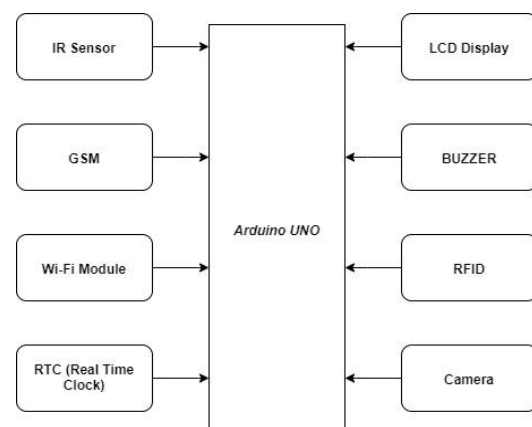 IR Sensor
LCD Display
GSM
BUZZER
Arduino UNO
Wi-Fi Module
RFID
RTC (Real Time
Clock)
Camera